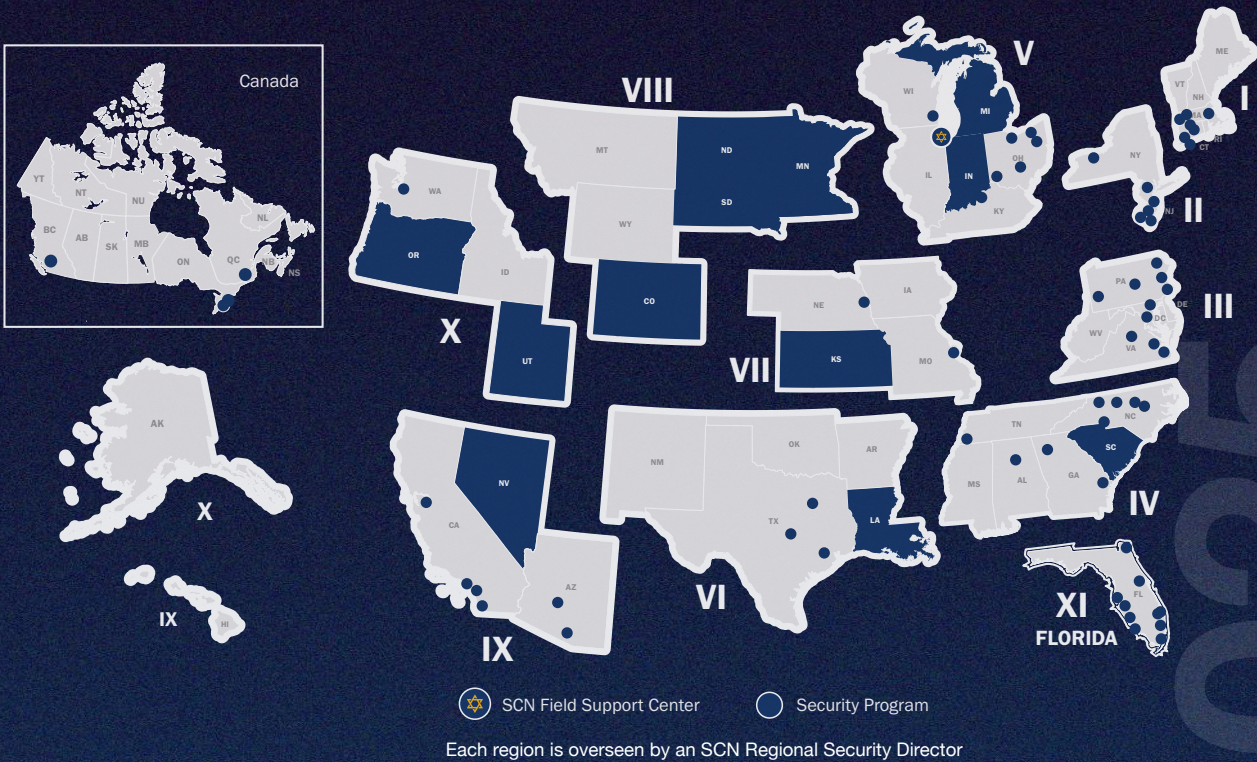 Canada
YT
NT
NU
BC
AB
SK
MB
ON
QC
NL
NB
NS
VIII
MT
ND
MN
SD
WY
CO
V
WI
MI
IL
IN
OH
KY
I
ME
VT
NH
MA
RI
CT
NY
NJ
II
WA
OR
ID
UT
X
NE
IA
KS
MO
VII
PA
DE
DC
WV
VA
III
AK
X
HI
IX
NV
CA
AZ
IX
NM
OK
AR
TX
LA
VI
TN
NC
SC
MS
AL
GA
IV
FL
XI
FLORIDA
SCN Field Support Center
Security Program
Each region is overseen by an SCN Regional Security Director